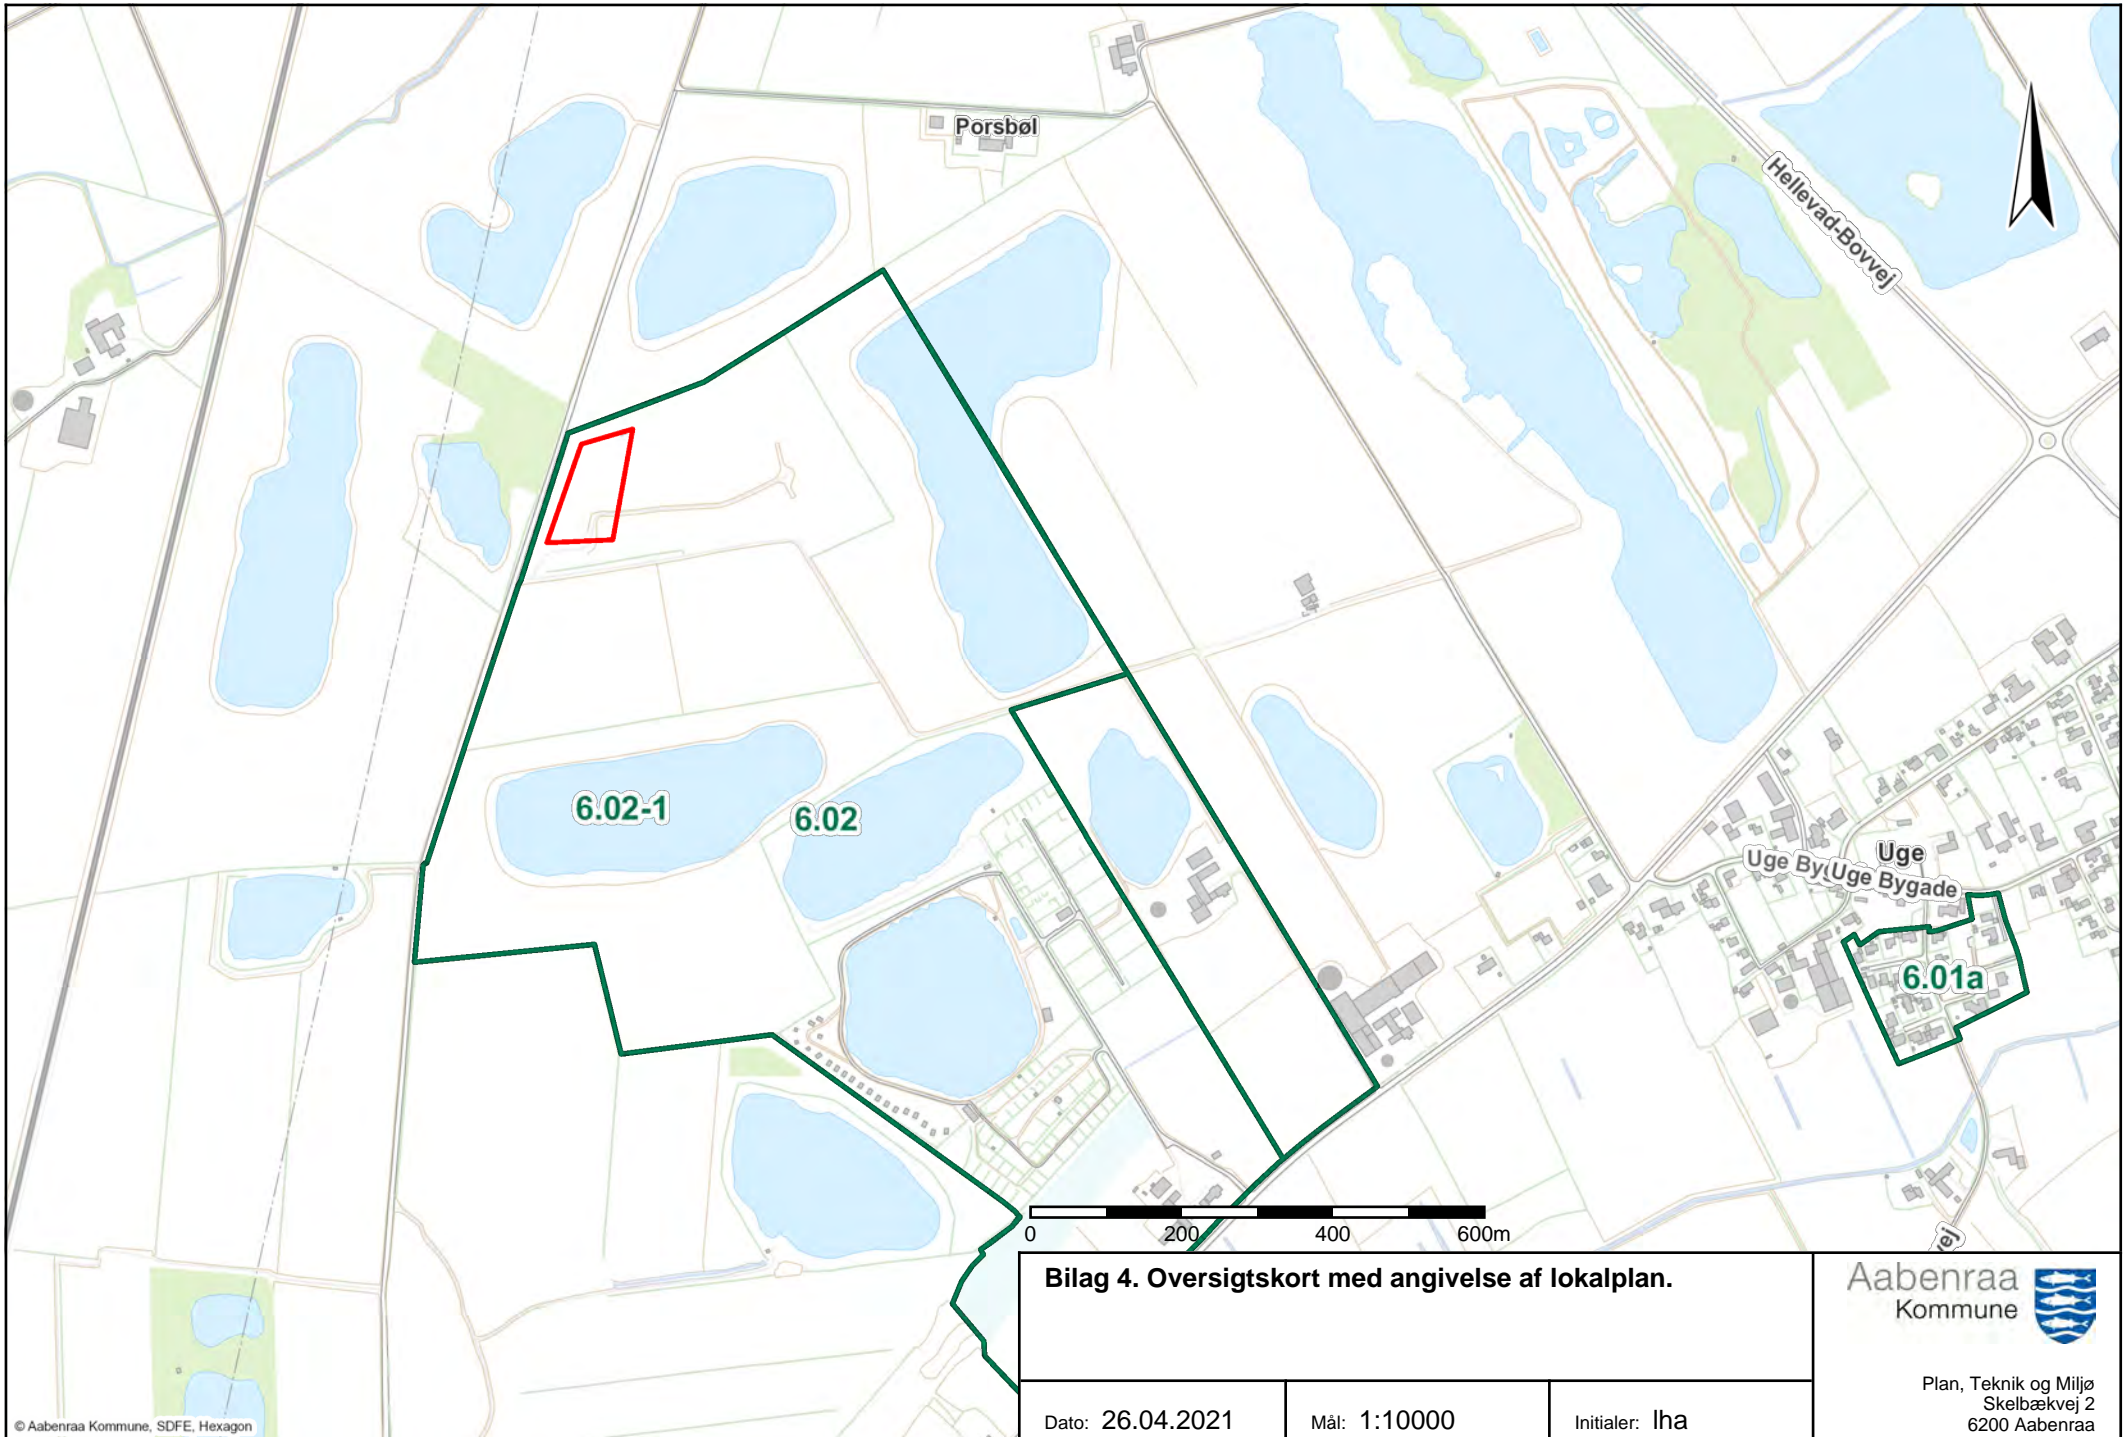 Porsbøl
Hellevad-Bovvej
6.02-1
6.02
Uge
Uge By
Uge Bygade
6.01a
vej
0 200 400 600m
Bilag 4. Oversigtskort med angivelse af lokalplan.
Dato: 26.04.2021
Mål: 1:10000
Initialer: lha
Aabenraa
Kommune
Plan, Teknik og Miljø
Skelbækvej 2
6200 Aabenraa
© Aabenraa Kommune, SDFE, Hexagon